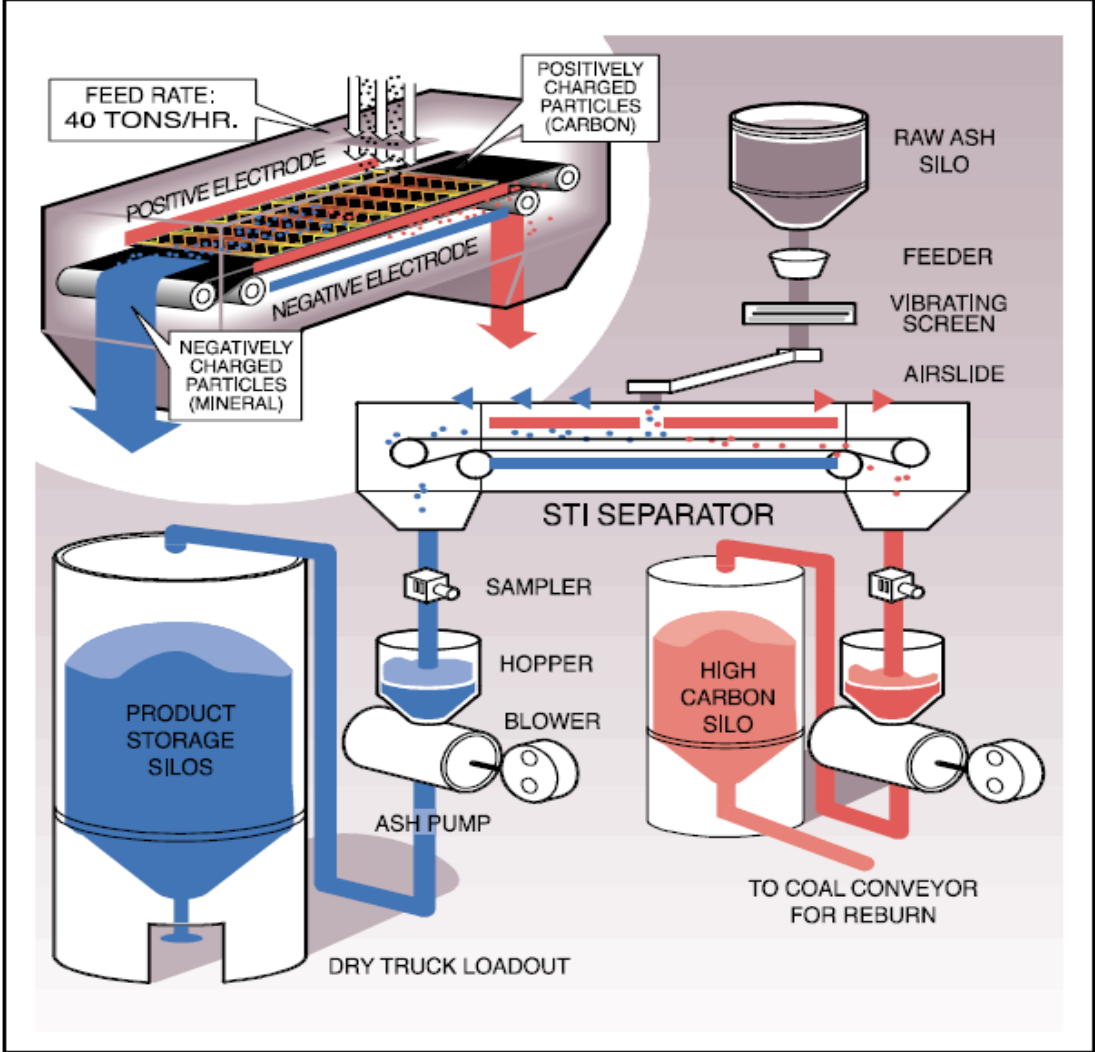 FEED RATE:
40 TONS/HR.
POSITIVELY
CHARGED
PARTICLES
(CARBON)
POSITIVE ELECTRODE
NEGATIVE ELECTRODE
NEGATIVELY
CHARGED
PARTICLES
(MINERAL)
RAW ASH
SILO
FEEDER
VIBRATING
SCREEN
AIRSLIDE
STI SEPARATOR
SAMPLER
HOPPER
BLOWER
ASH PUMP
PRODUCT
STORAGE
SILOS
HIGH
CARBON
SILO
TO COAL CONVEYOR
FOR REBURN
DRY TRUCK LOADOUT